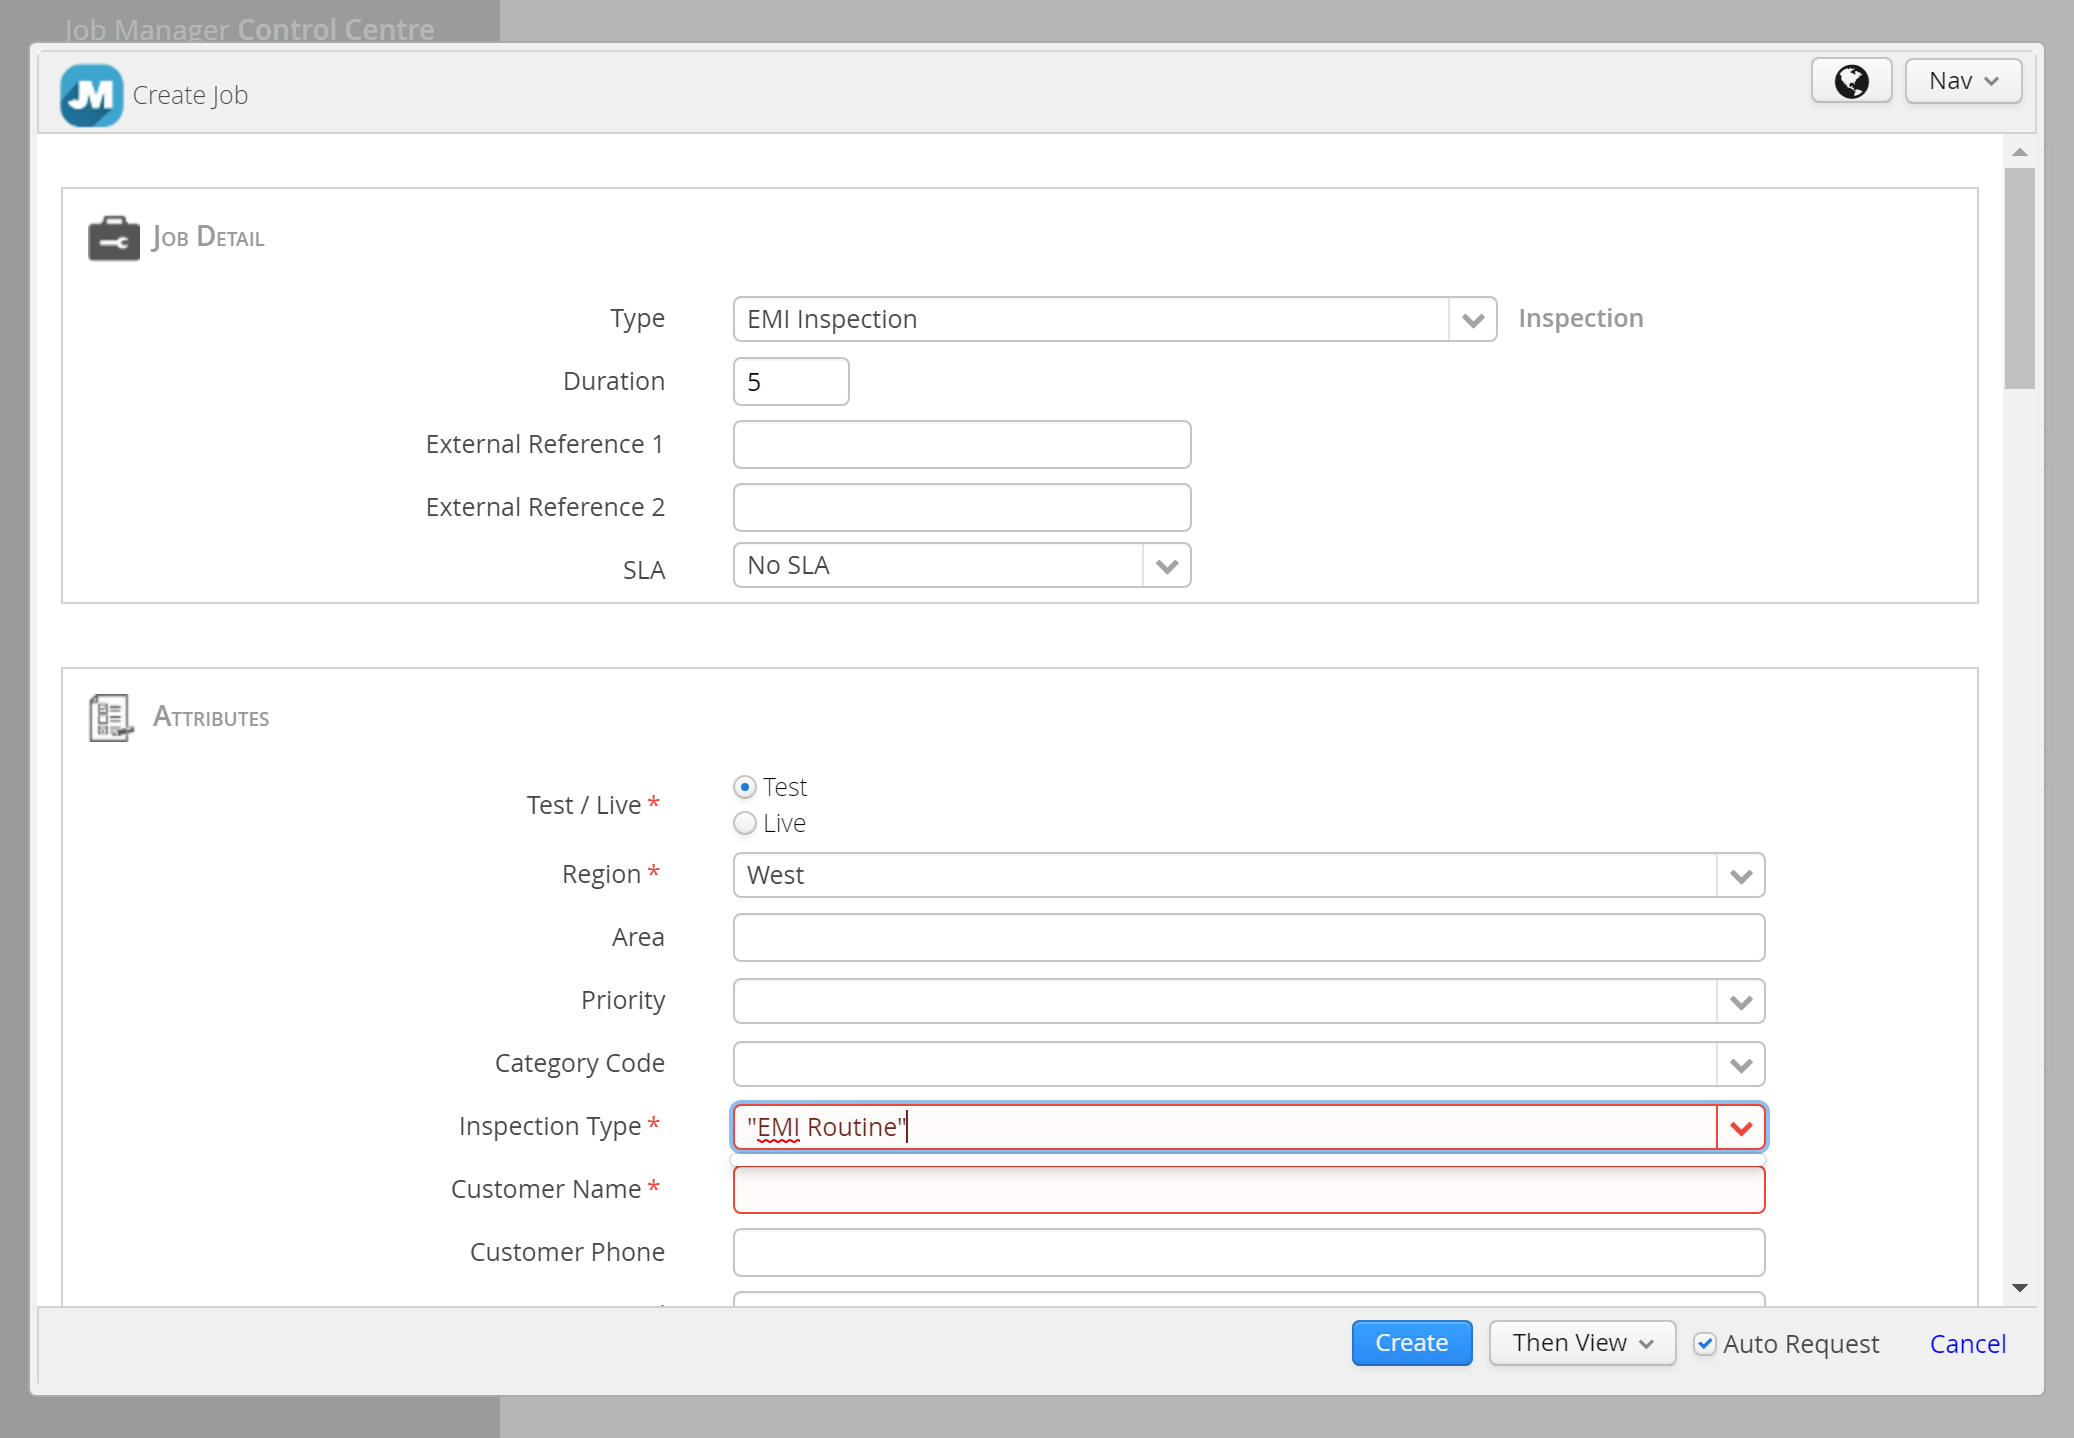 Job Manager Control Centre
JM Create Job
Nav
Job Detail
Type EMI Inspection Inspection
Duration 5
External Reference 1
External Reference 2
SLA No SLA
Attributes
Test / Live * Test
Live
Region * West
Area
Priority
Category Code
Inspection Type * "EMI Routine"
Customer Name *
Customer Phone
Create Then View Auto Request Cancel